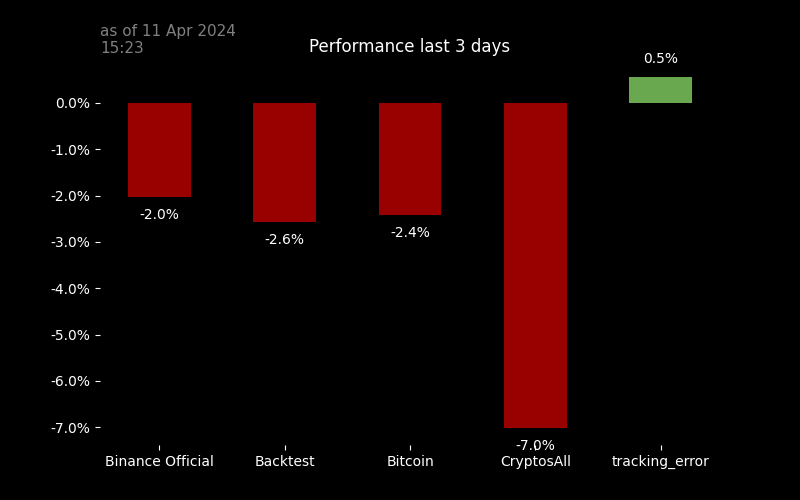 as of 11 Apr 2024
15:23
Performance last 3 days
0.5%
0.0%
-1.0%
-2.0%
-3.0%
-4.0%
-5.0%
-6.0%
-7.0%
-2.0%
-2.6%
-2.4%
-7.0%
Binance Official
Backtest
Bitcoin
CryptosAll
tracking_error